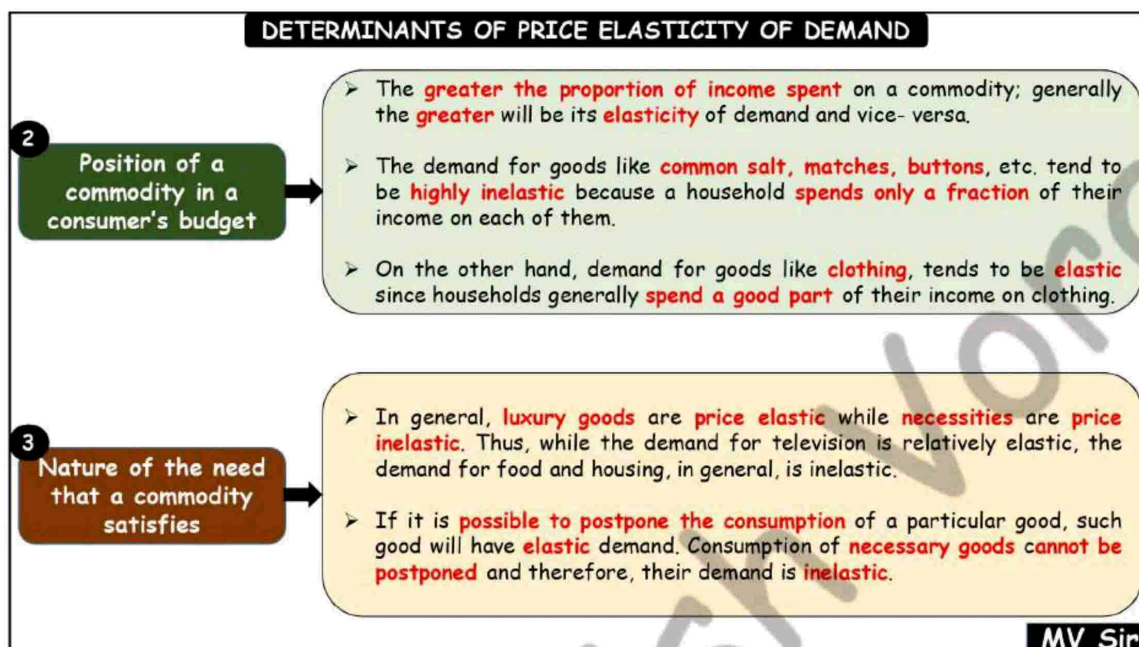 DETERMINANTS OF PRICE ELASTICITY OF DEMAND
2
Position of a
commodity in a
consumer's budget
➢ The greater the proportion of income spent on a commodity; generally
the greater will be its elasticity of demand and vice- versa.
➢ The demand for goods like common salt, matches, buttons, etc. tend to
be highly inelastic because a household spends only a fraction of their
income on each of them.
➢ On the other hand, demand for goods like clothing, tends to be elastic
since households generally spend a good part of their income on clothing.
3
Nature of the need
that a commodity
satisfies
➢ In general, luxury goods are price elastic while necessities are price
inelastic. Thus, while the demand for television is relatively elastic, the
demand for food and housing, in general, is inelastic.
➢ If it is possible to postpone the consumption of a particular good, such
good will have elastic demand. Consumption of necessary goods cannot be
postponed and therefore, their demand is inelastic.
MV Sir